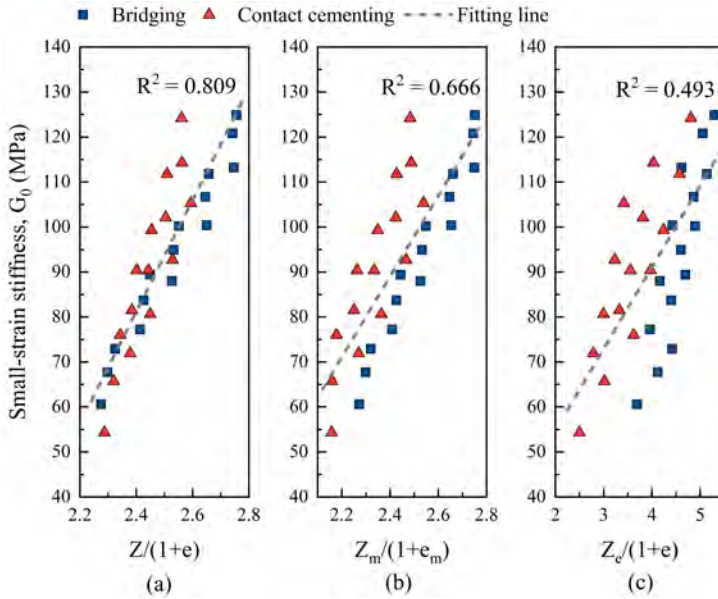 Bridging Contact cementing Fitting line
Small-strain stiffness, G₀ (MPa)
140
130
120
110
100
90
80
70
60
50
40
R² = 0.809
2.2 2.4 2.6 2.8
Z/(1+e)
(a)
140
130
120
110
100
90
80
70
60
50
40
R² = 0.666
2.2 2.4 2.6 2.8
Zₘ/(1+eₘ)
(b)
140
130
120
110
100
90
80
70
60
50
40
R² = 0.493
2 3 4 5
Zₑ/(1+e)
(c)